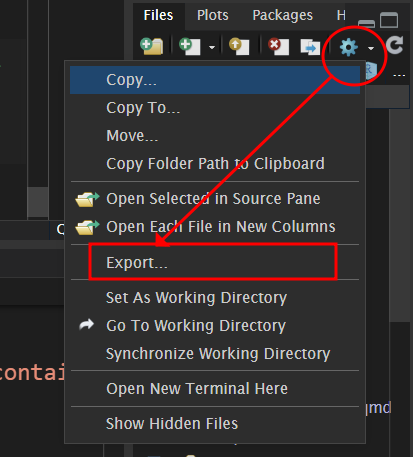 Files Plots Packages H
...
Copy...
Copy To...
Move...
Copy Folder Path to Clipboard
Open Selected in Source Pane
Open Each File in New Columns
Export...
Set As Working Directory
Go To Working Directory
contai
Synchronize Working Directory
Open New Terminal Here
qmd
Show Hidden Files